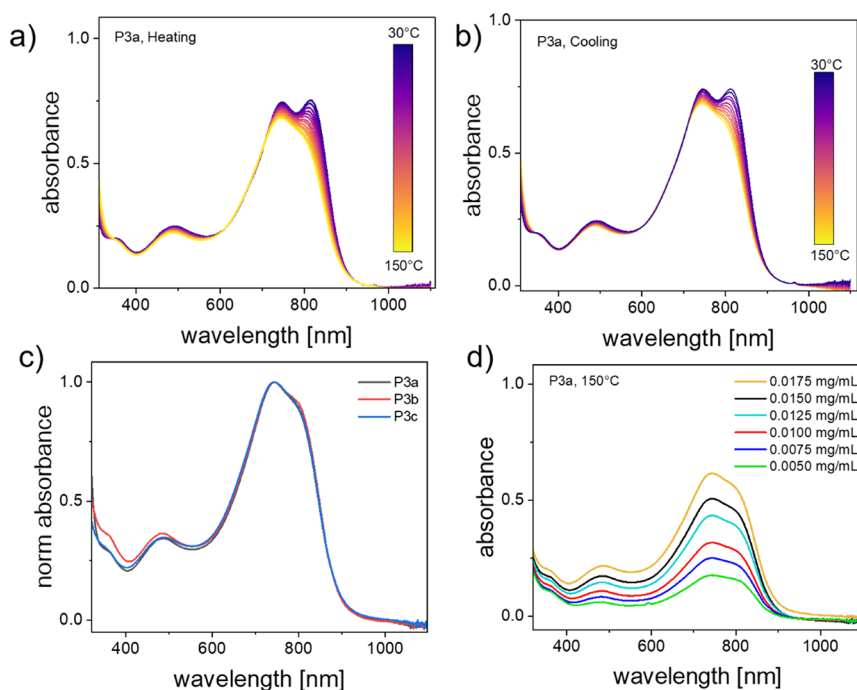 a)
P3a, Heating
30°C
150°C
absorbance
1.0
0.5
0.0
400
600
800
1000
wavelength [nm]
b)
P3a, Cooling
30°C
150°C
absorbance
1.0
0.5
0.0
400
600
800
1000
wavelength [nm]
c)
P3a
P3b
P3c
norm absorbance
1.0
0.5
0.0
400
600
800
1000
wavelength [nm]
d)
P3a, 150°C
0.0175 mg/mL
0.0150 mg/mL
0.0125 mg/mL
0.0100 mg/mL
0.0075 mg/mL
0.0050 mg/mL
absorbance
1.0
0.5
0.0
400
600
800
1000
wavelength [nm]